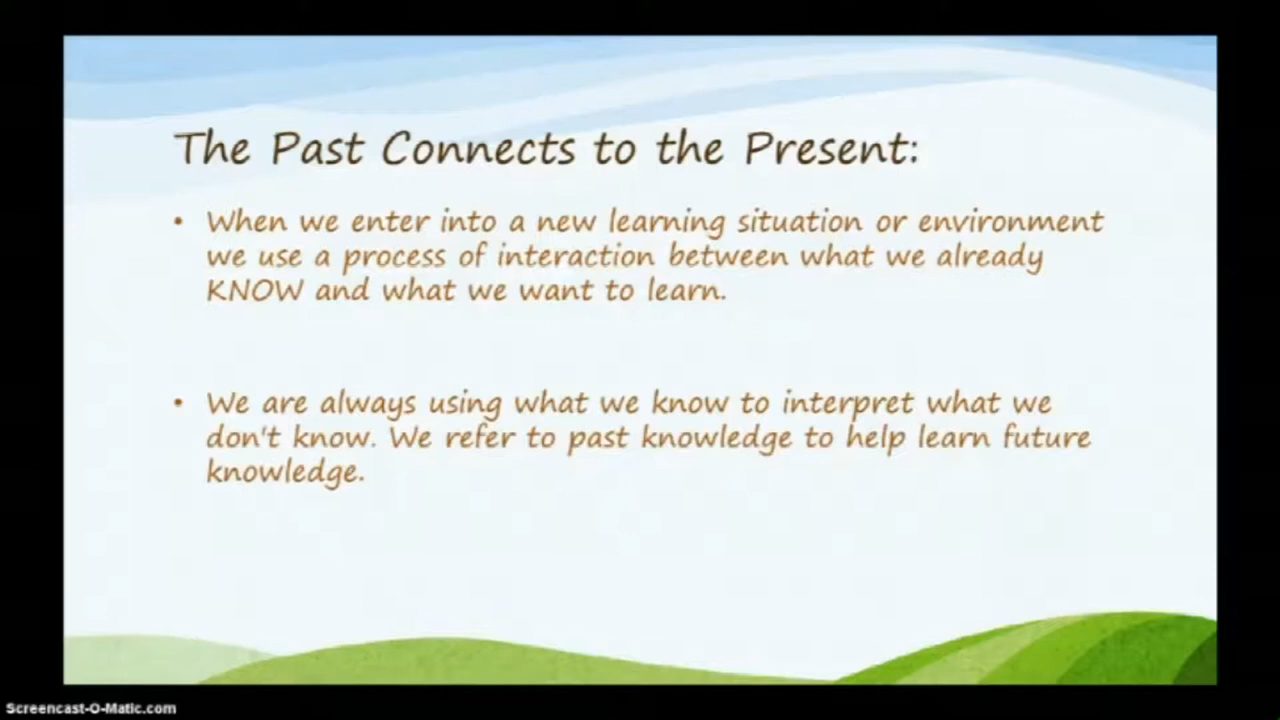 The Past Connects to the Present:
• When we enter into a new learning situation or environment
we use a process of interaction between what we already
KNOW and what we want to learn.
• We are always using what we know to interpret what we
don't know. We refer to past knowledge to help learn future
knowledge.
Screencast-O-Matic.com